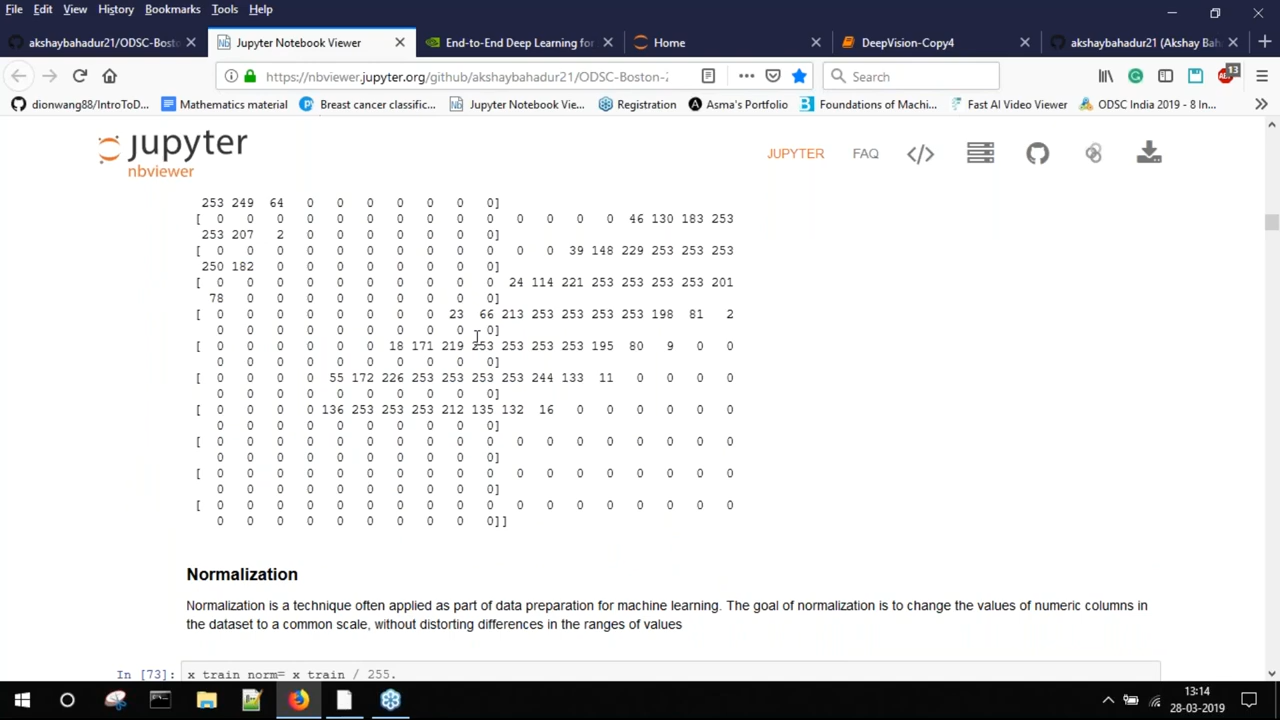 File Edit View History Bookmarks Tools Help
akshaybahadur21/ODSC-Bosto
Jupyter Notebook Viewer
End-to-End Deep Learning for
Home
DeepVision-Copy4
akshaybahadur21 (Akshay Bah
https://nbviewer.jupyter.org/github/akshaybahadur21/ODSC-Boston-2
Search
13
dionwang88/IntroToD...
Mathematics material
Breast cancer classific...
Jupyter Notebook Vie...
Registration
Asma's Portfolio
Foundations of Machi...
Fast AI Video Viewer
ODSC India 2019 - 8 In...
jupyter
nbviewer
JUPYTER FAQ
253 249 64 0 0 0 0 0 0 0]
[ 0 0 0 0 0 0 0 0 0 0 0 0 0 0 46 130 183 253
253 207 2 0 0 0 0 0 0 0]
[ 0 0 0 0 0 0 0 0 0 0 0 0 39 148 229 253 253 253
250 182 0 0 0 0 0 0 0 0]
[ 0 0 0 0 0 0 0 0 0 0 24 114 221 253 253 253 253 201
78 0 0 0 0 0 0 0 0 0]
[ 0 0 0 0 0 0 0 0 23 66 213 253 253 253 253 198 81 2
0 0 0 0 0 0 0 0 0 0]
[ 0 0 0 0 0 0 18 171 219 253 253 253 253 195 80 9 0 0
0 0 0 0 0 0 0 0 0 0]
[ 0 0 0 0 55 172 226 253 253 253 253 244 133 11 0 0 0 0
0 0 0 0 0 0 0 0 0 0]
[ 0 0 0 0 136 253 253 253 212 135 132 16 0 0 0 0 0 0
0 0 0 0 0 0 0 0 0 0]
[ 0 0 0 0 0 0 0 0 0 0 0 0 0 0 0 0 0 0
0 0 0 0 0 0 0 0 0 0]
[ 0 0 0 0 0 0 0 0 0 0 0 0 0 0 0 0 0 0
0 0 0 0 0 0 0 0 0 0]
[ 0 0 0 0 0 0 0 0 0 0 0 0 0 0 0 0 0 0
0 0 0 0 0 0 0 0 0 0]]
Normalization
Normalization is a technique often applied as part of data preparation for machine learning. The goal of normalization is to change the values of numeric columns in
the dataset to a common scale, without distorting differences in the ranges of values
In [73]: x_train_norm= x_train / 255.
13:14
28-03-2019